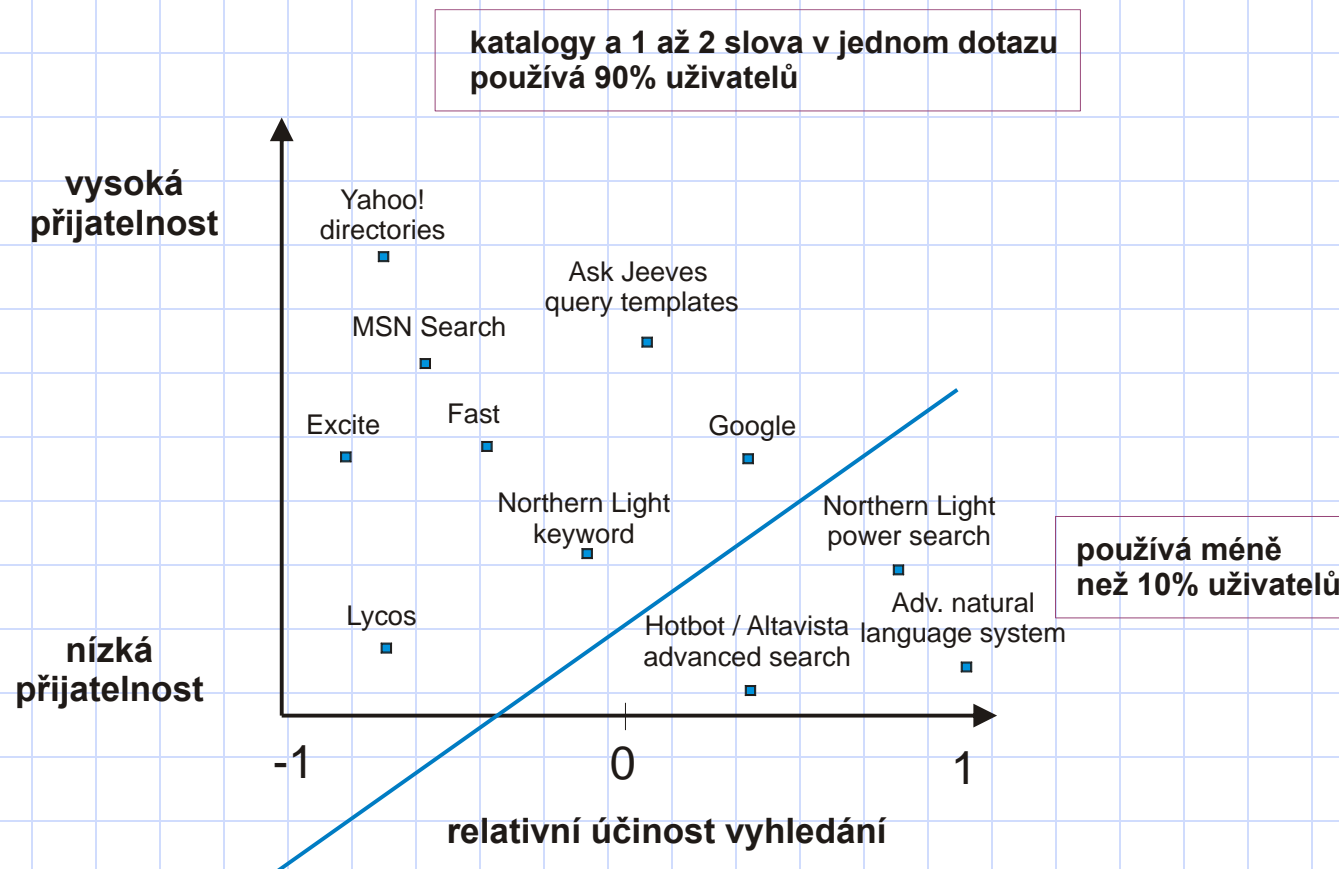 katalogy a 1 až 2 slova v jednom dotazu
používá 90% uživatelů
vysoká
přijatelnost
Yahoo!
directories
Ask Jeeves
query templates
MSN Search
Excite
Fast
Google
Northern Light
keyword
Northern Light
power search
používá méně
než 10% uživatelů
Lycos
Adv. natural
language system
Hotbot / Altavista
advanced search
nízká
přijatelnost
-1
0
1
relativní účinost vyhledání